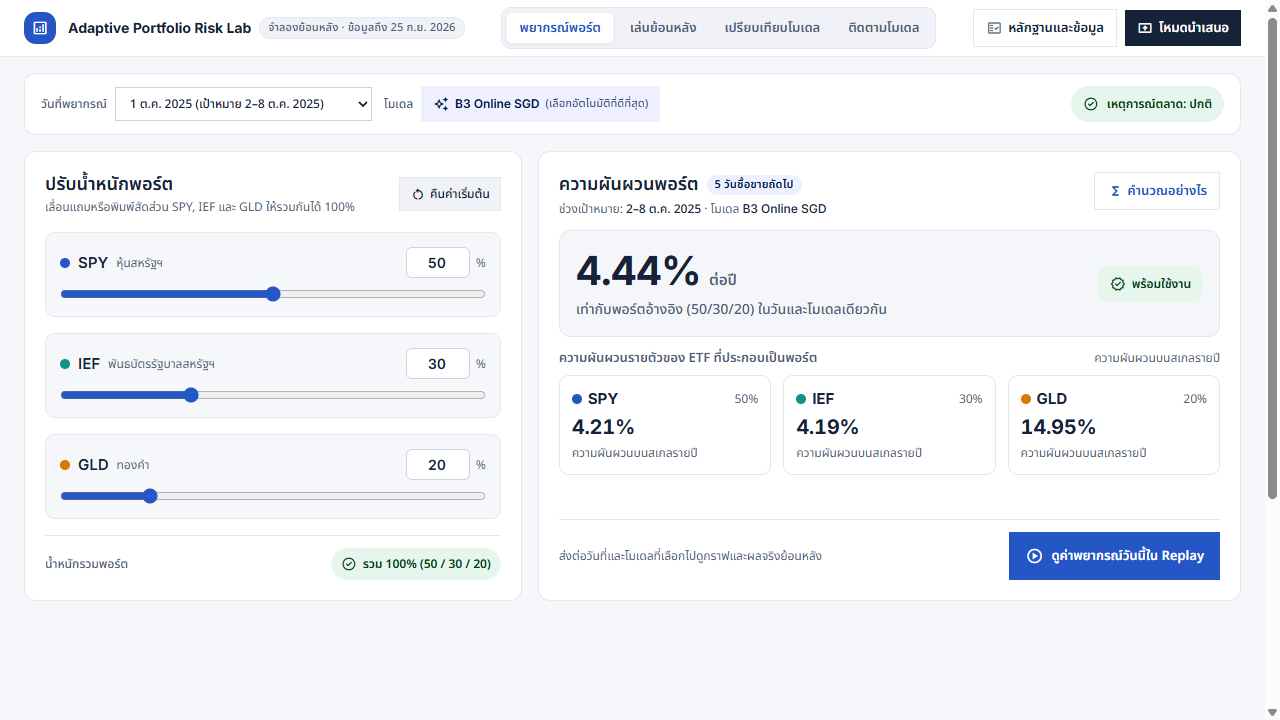 Adaptive Portfolio Risk Lab
จำลองย้อนหลัง · ข้อมูลถึง 25 ก.ย. 2026
พยากรณ์พอร์ต
เล่นย้อนหลัง
เปรียบเทียบโมเดล
ติดตามโมเดล
หลักฐานและข้อมูล
โหมดนำเสนอ
วันที่พยากรณ์
1 ต.ค. 2025 (เป้าหมาย 2–8 ต.ค. 2025)
โมเดล
B3 Online SGD (เลือกอัตโนมัติที่ดีที่สุด)
เหตุการณ์ตลาด: ปกติ
ปรับน้ำหนักพอร์ต
เลื่อนแถบหรือพิมพ์สัดส่วน SPY, IEF และ GLD ให้รวมกันได้ 100%
คืนค่าเริ่มต้น
SPY หุ้นสหรัฐฯ
50 %
IEF พันธบัตรรัฐบาลสหรัฐฯ
30 %
GLD ทองคำ
20 %
น้ำหนักรวมพอร์ต
รวม 100% (50 / 30 / 20)
ความผันผวนพอร์ต
5 วันซื้อขายถัดไป
ช่วงเป้าหมาย: 2–8 ต.ค. 2025 · โมเดล B3 Online SGD
Σ คำนวณอย่างไร
4.44% ต่อปี
เท่ากับพอร์ตอ้างอิง (50/30/20) ในวันและโมเดลเดียวกัน
พร้อมใช้งาน
ความผันผวนรายตัวของ ETF ที่ประกอบเป็นพอร์ต
ความผันผวนบนสเกลรายปี
SPY 50%
4.21%
ความผันผวนบนสเกลรายปี
IEF 30%
4.19%
ความผันผวนบนสเกลรายปี
GLD 20%
14.95%
ความผันผวนบนสเกลรายปี
ส่งต่อวันที่และโมเดลที่เลือกไปดูกราฟและผลจริงย้อนหลัง
ดูค่าพยากรณ์วันนี้ใน Replay